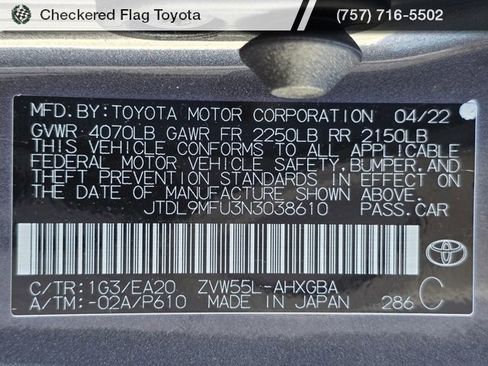 Checkered Flag Toyota (757) 716-5502
MFD.BY:TOYOTA MOTOR CORPORATION 04/22
GVWR 4070LB GAWR FR 2250LB RR 2150LB
THIS VEHICLE CONFORMS TO ALL APPLICABLE
FEDERAL MOTOR VEHICLE SAFETY,BUMPER,AND
THEFT PREVENTION STANDARDS IN EFFECT ON
THE DATE OF MANUFACTURE SHOWN ABOVE.
JTDL9MFU3N3038610 PASS.CAR
C/TR:1G3/EA20 ZVW55L-AHXGBA
A/TM:-02A/P610 MADE IN JAPAN 286 C